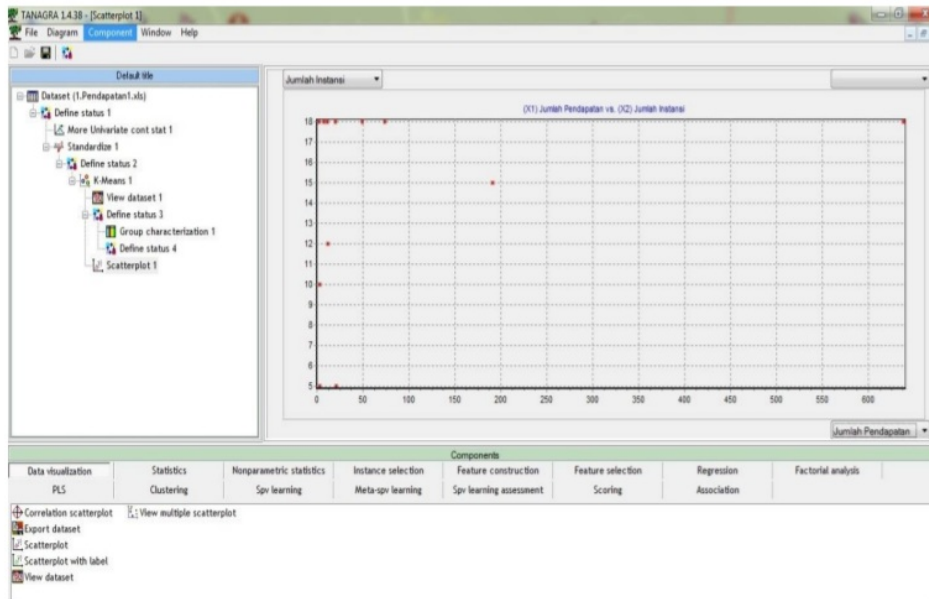 TANAGRA 1.4.38 - [Scatterplot 1]
File Diagram Component Window Help
Default title
Dataset (1.Pendapatan1.xls)
Define status 1
More Univariate cont stat 1
Standardize 1
Define status 2
K-Means 1
View dataset 1
Define status 3
Group characterization 1
Define status 4
Scatterplot 1
Jumlah Instansi
(X1) Jumlah Pendapatan vs. (X2) Jumlah Instansi
18
17
16
15
14
13
12
11
10
9
8
7
6
5
0 50 100 150 200 250 300 350 400 450 500 550 600
Jumlah Pendapatan
Components
Data visualization Statistics Nonparametric statistics Instance selection Feature construction Feature selection Regression Factorial analysis
PLS Clustering Spv learning Meta-spv learning Spv learning assessment Scoring Association
Correlation scatterplot View multiple scatterplot
Export dataset
Scatterplot
Scatterplot with label
View dataset